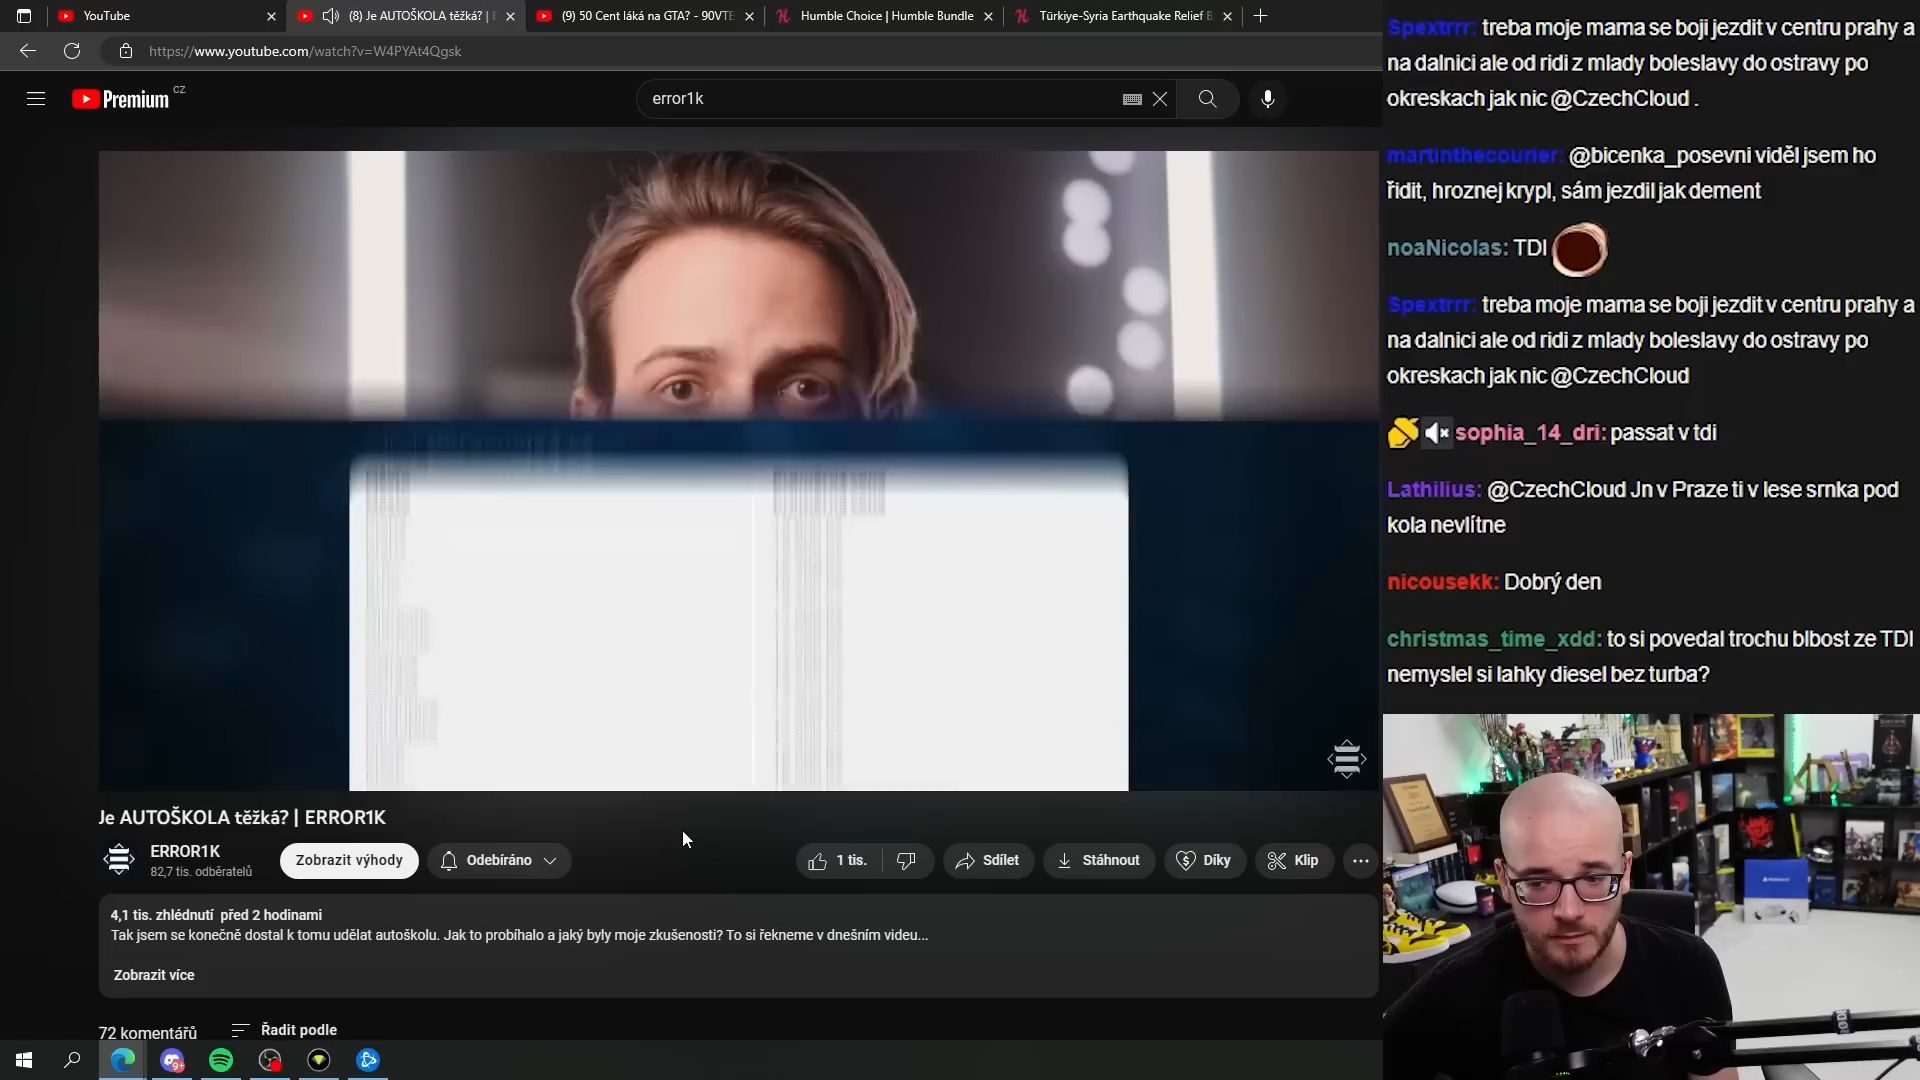 YouTube
(8) Je AUTOŠKOLA těžká? | E
(9) 50 Cent láká na GTA? - 90VTE
Humble Choice | Humble Bundle
Türkiye-Syria Earthquake Relief B
https://www.youtube.com/watch?v=W4PYAt4Qgsk
Premium CZ
error1k
Je AUTOŠKOLA těžká? | ERROR1K
ERROR1K
82,7 tis. odběratelů
Zobrazit výhody
Odebíráno
1 tis.
Sdílet
Stáhnout
Díky
Klip
4,1 tis. zhlédnutí před 2 hodinami
Tak jsem se konečně dostal k tomu udělat autoškolu. Jak to probíhalo a jaký byly moje zkušenosti? To si řekneme v dnešním videu...
Zobrazit více
72 komentářů
Řadit podle
9+
Spextrrr: treba moje mama se boji jezdit v centru prahy a
na dalnici ale od ridi z mlady boleslavy do ostravy po
okreskach jak nic @CzechCloud .
martinthecourier: @bicenka_posevni viděl jsem ho
řidit, hroznej krypl, sám jezdil jak dement
noaNicolas: TDI
Spextrrr: treba moje mama se boji jezdit v centru prahy a
na dalnici ale od ridi z mlady boleslavy do ostravy po
okreskach jak nic @CzechCloud
sophia_14_dri: passat v tdi
Lathilius: @CzechCloud Jn v Praze ti v lese srnka pod
kola nevlítne
nicousekk: Dobrý den
christmas_time_xdd: to si povedal trochu blbost ze TDI
nemyslel si lahky diesel bez turba?
RØDE